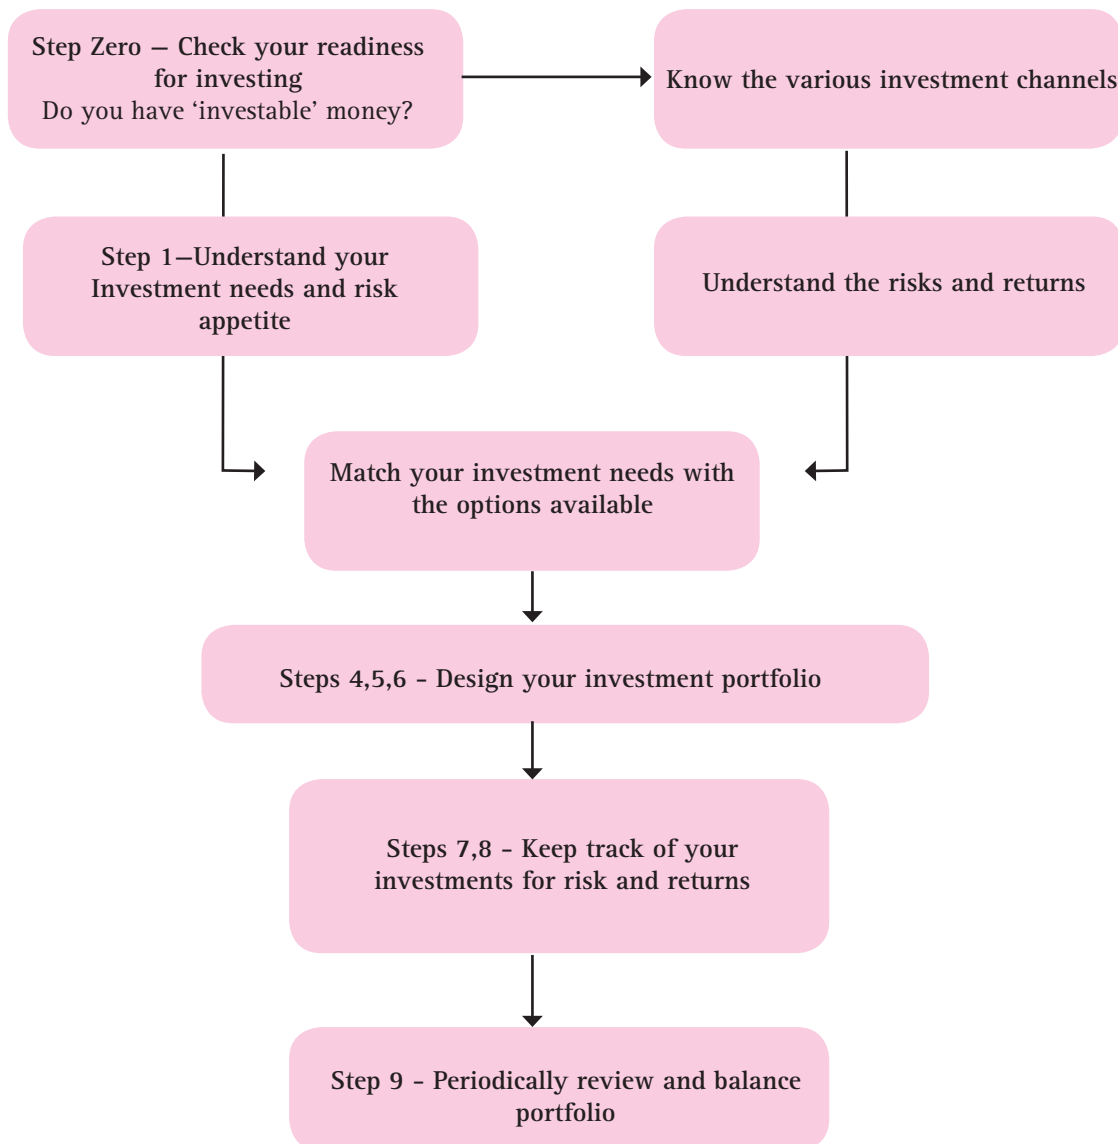 Step Zero – Check your readiness
for investing
Do you have ‘investable’ money?
Know the various investment channels
Step 1–Understand your
Investment needs and risk
appetite
Understand the risks and returns
Match your investment needs with
the options available
Steps 4,5,6 - Design your investment portfolio
Steps 7,8 - Keep track of your
investments for risk and returns
Step 9 - Periodically review and balance
portfolio